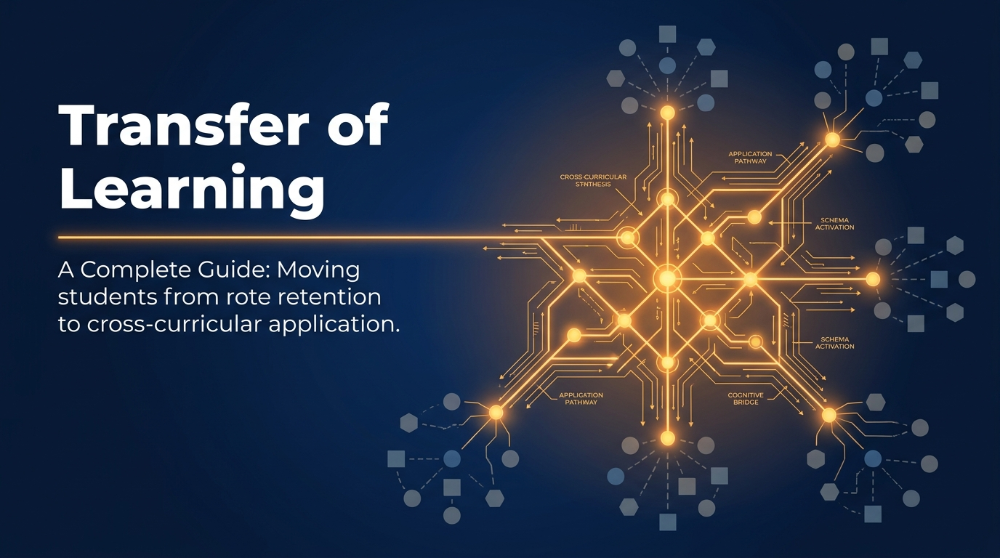 Transfer of
Learning
A Complete Guide: Moving
students from rote retention
to cross-curricular application.
APPLICATION
PATHWAY
CROSS-CURRICULAR
SYNTHESIS
SCHEMA
ACTIVATION
SCHEMA
ACTIVATION
APPLICATION
PATHWAY
COGNITIVE
BRIDGE